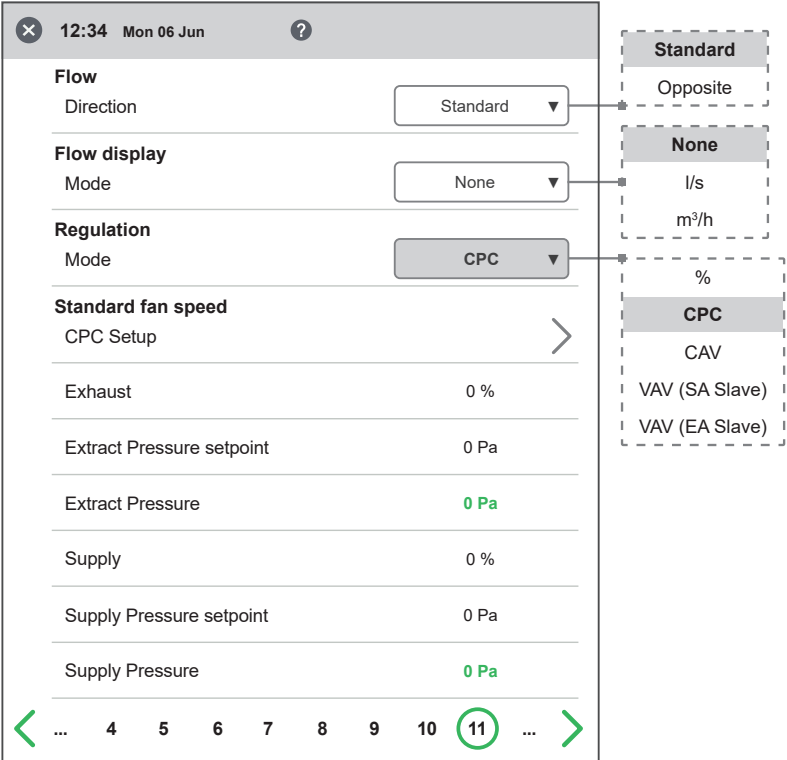 12:34 Mon 06 Jun ?
Flow
Direction Standard ▼
Standard
Opposite
Flow display
Mode None ▼
None
l/s
m³/h
Regulation
Mode CPC ▼
%
CPC
CAV
VAV (SA Slave)
VAV (EA Slave)
Standard fan speed
CPC Setup
Exhaust 0 %
Extract Pressure setpoint 0 Pa
Extract Pressure 0 Pa
Supply 0 %
Supply Pressure setpoint 0 Pa
Supply Pressure 0 Pa
... 4 5 6 7 8 9 10 11 ...